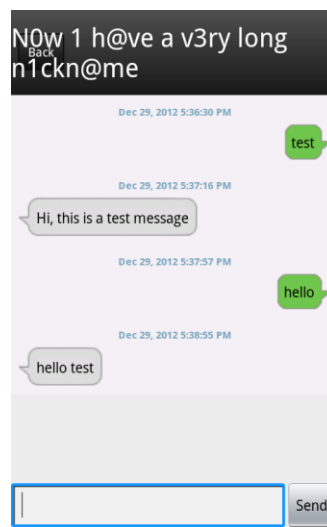 N0w 1 h@ve a v3ry long
Back
n1ckn@me
Dec 29, 2012 5:36:30 PM
test
Dec 29, 2012 5:37:16 PM
Hi, this is a test message
Dec 29, 2012 5:37:57 PM
hello
Dec 29, 2012 5:38:55 PM
hello test
Send